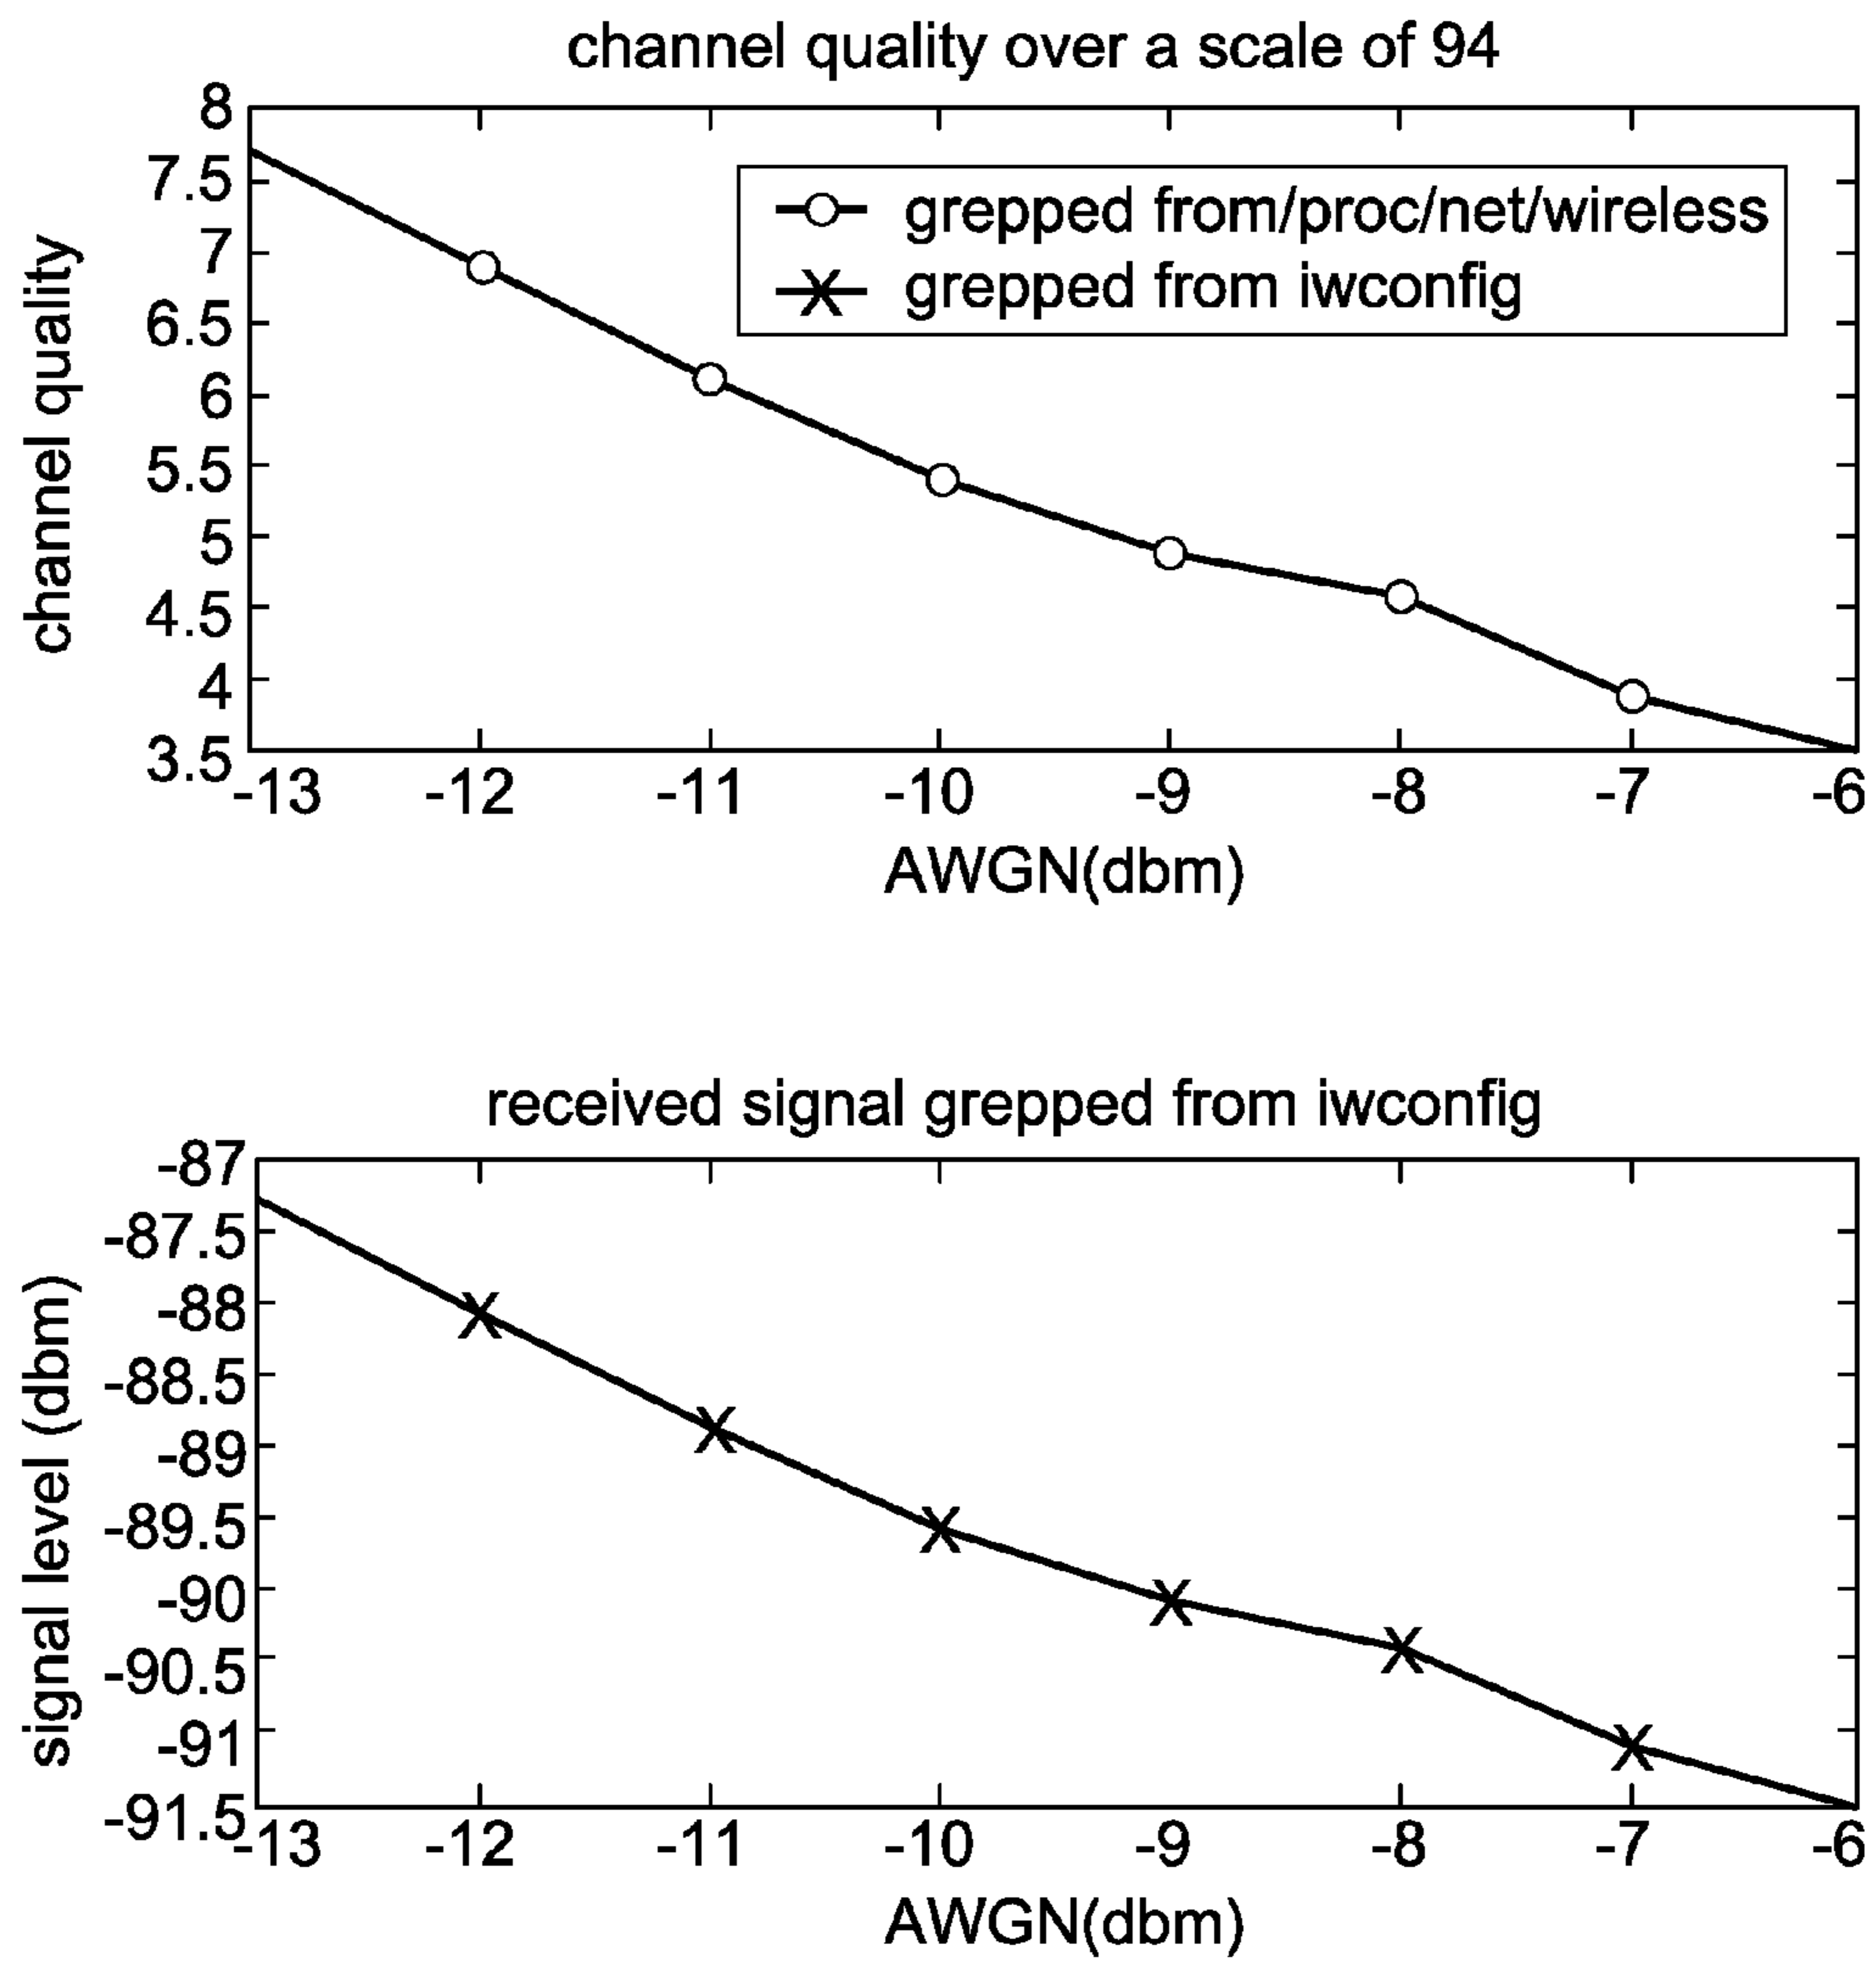 channel quality over a scale of 94
8
7.5
7
6.5
6
5.5
5
4.5
4
3.5
channel quality
grepped from/proc/net/wireless
grepped from iwconfig
-13 -12 -11 -10 -9 -8 -7 -6
AWGN(dbm)
received signal grepped from iwconfig
-87
-87.5
-88
-88.5
-89
-89.5
-90
-90.5
-91
-91.5
signal level (dbm)
-13 -12 -11 -10 -9 -8 -7 -6
AWGN(dbm)